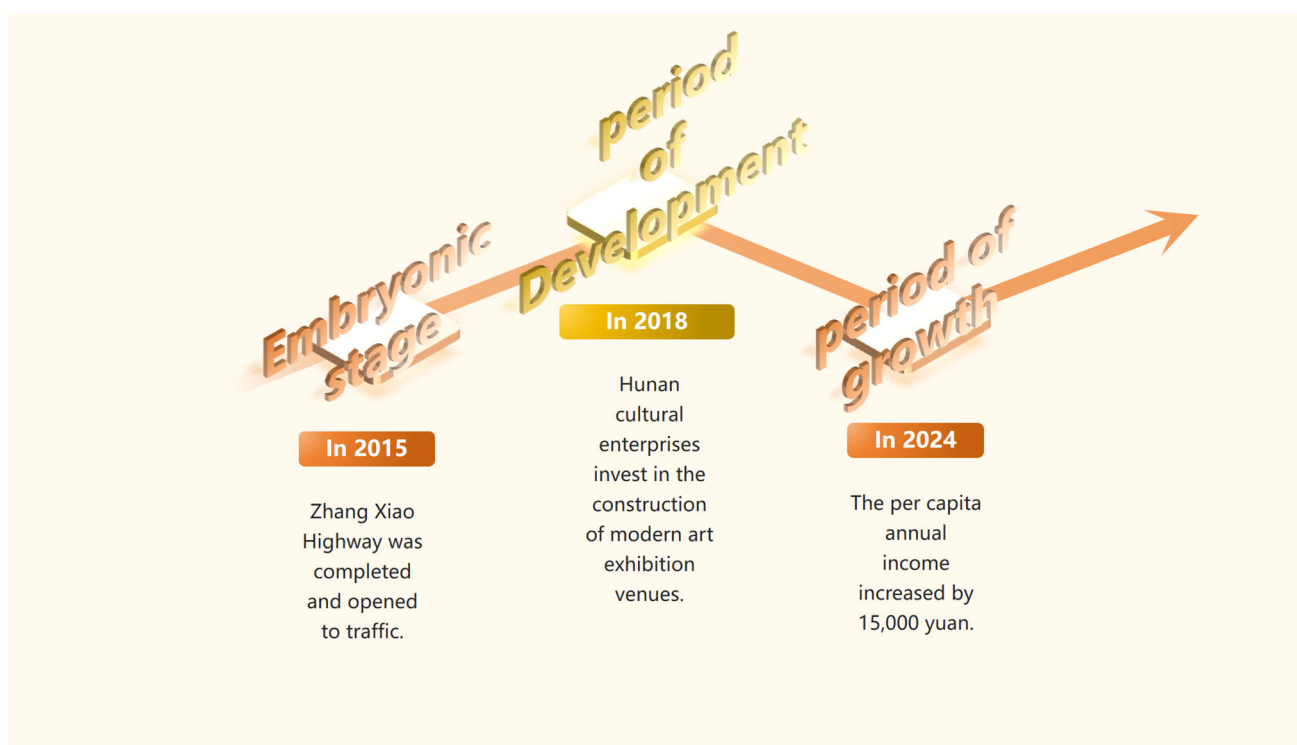 Embryonic
stage
In 2015
Zhang Xiao
Highway was
completed
and opened
to traffic.
period
of
Development
In 2018
Hunan
cultural
enterprises
invest in the
construction
of modern art
exhibition
venues.
period of
growth
In 2024
The per capita
annual
income
increased by
15,000 yuan.